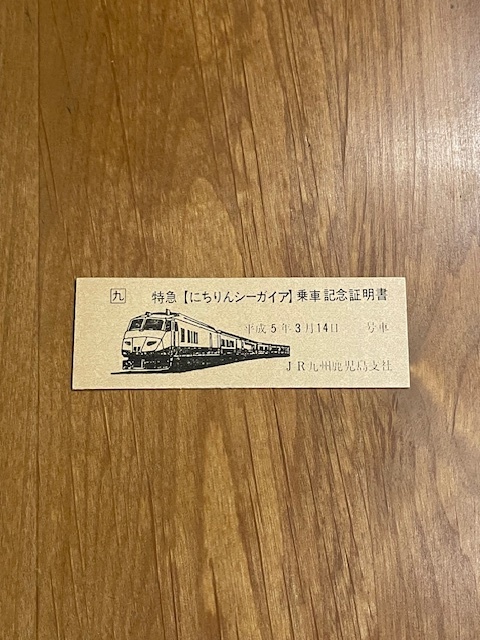 九 特急【にちりんシーガイア】乗車記念証明書
平成5年3月14日 号車
JR九州鹿児島支社